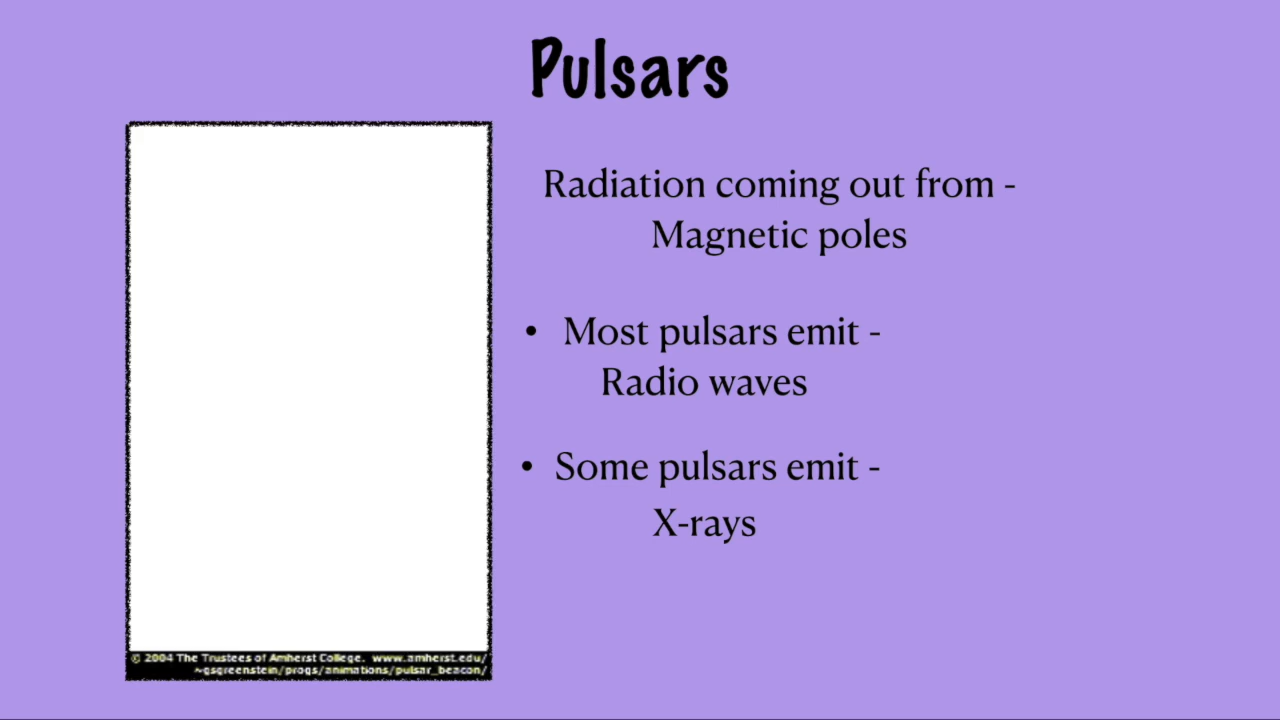 Pulsars
Radiation coming out from -
Magnetic poles
• Most pulsars emit -
Radio waves
• Some pulsars emit -
X-rays
© 2004 The Trustees of Amherst College. www.amherst.edu/
~gsgreenstein/progs/animations/pulsar_beacon/